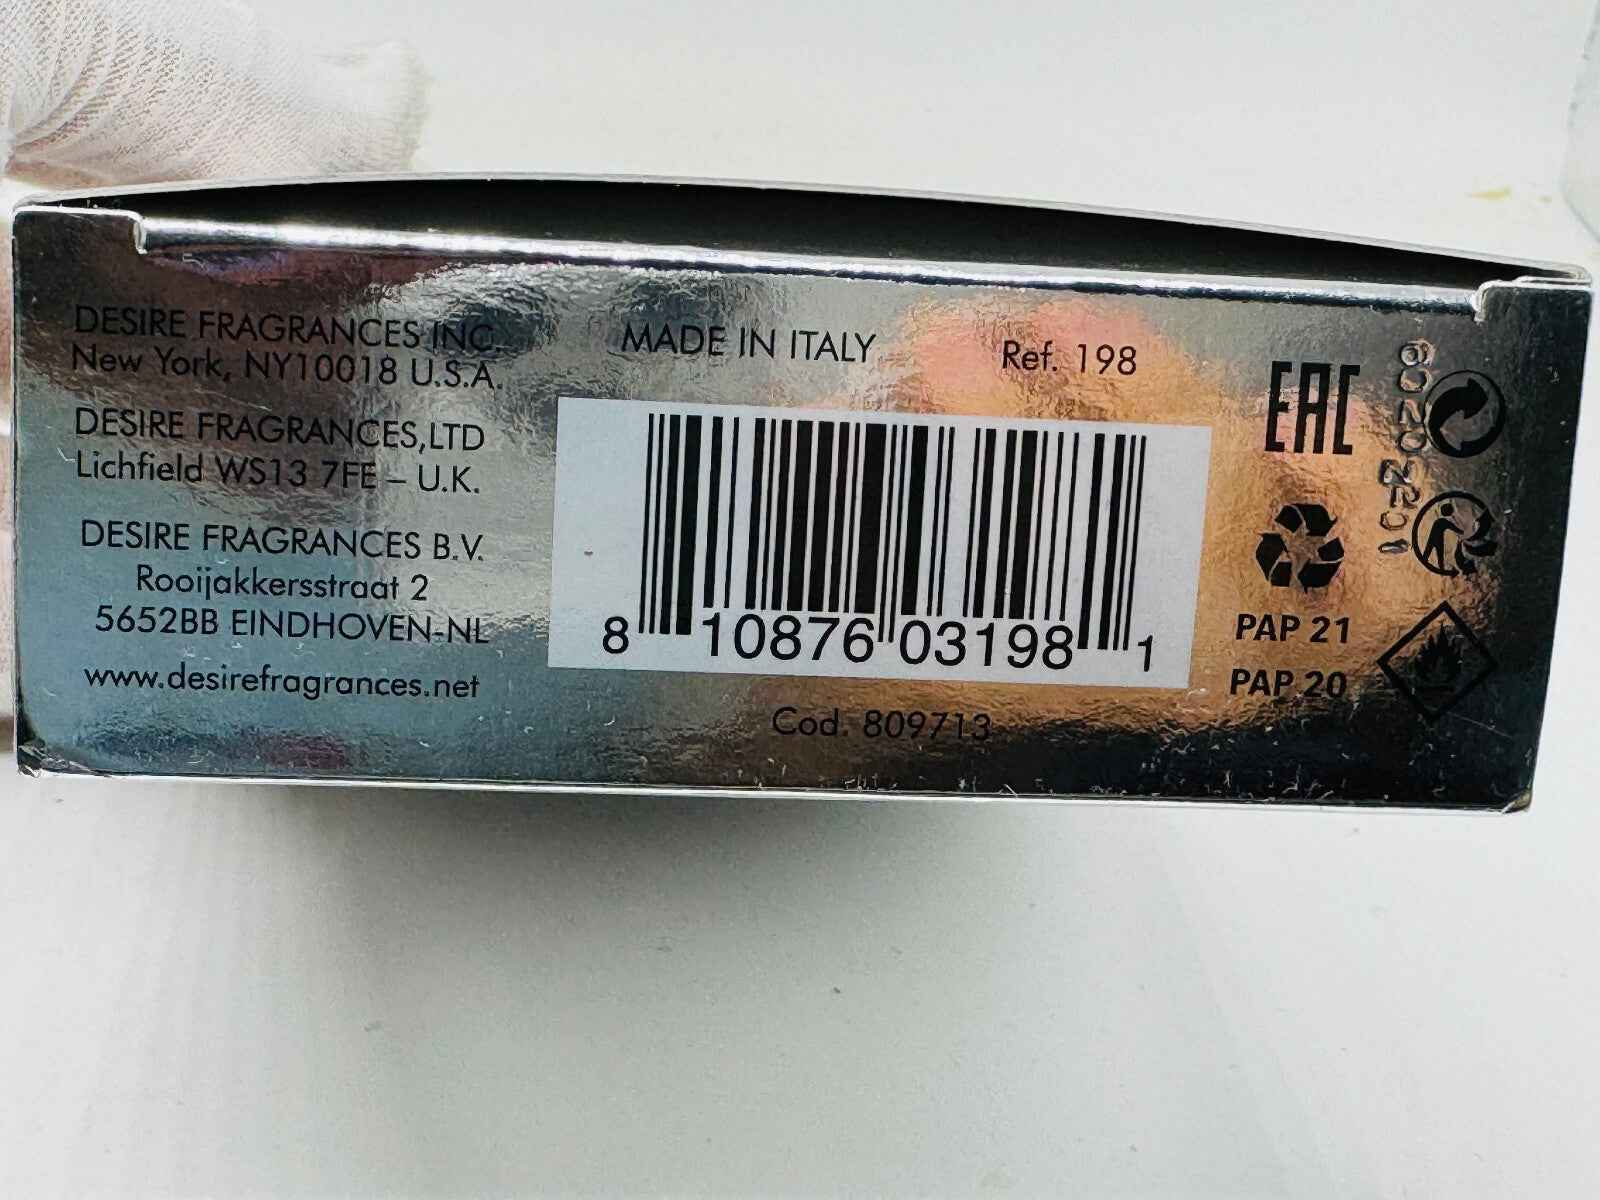 DESIRE FRAGRANCES INC.
New York, NY10018 U.S.A.
DESIRE FRAGRANCES,LTD
Lichfield WS13 7FE – U.K.
DESIRE FRAGRANCES B.V.
Rooijakkersstraat 2
5652BB EINDHOVEN-NL
www.desirefragrances.net
MADE IN ITALY
Ref. 198
8 10876 03198 1
Cod. 809713
EAC
PAP 21
PAP 20